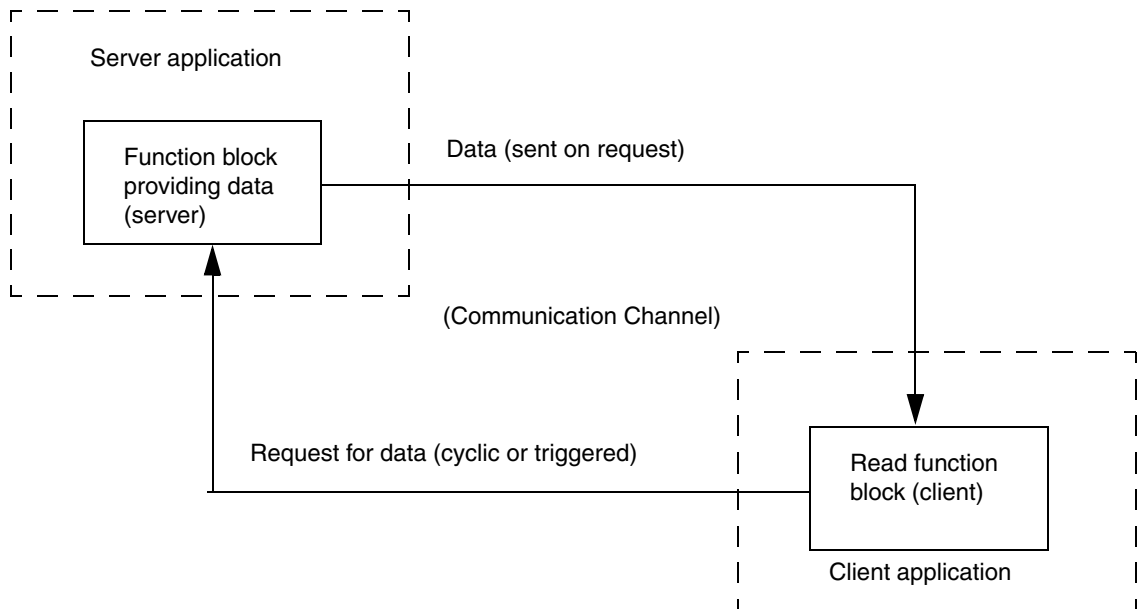 Server application
Function block
providing data
(server)
Data (sent on request)
(Communication Channel)
Request for data (cyclic or triggered)
Read function
block (client)
Client application